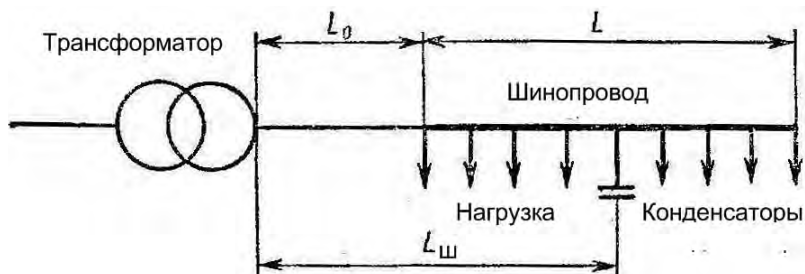 Трансформатор
L₀
L
Шинопровод
Нагрузка
Конденсаторы
Lш